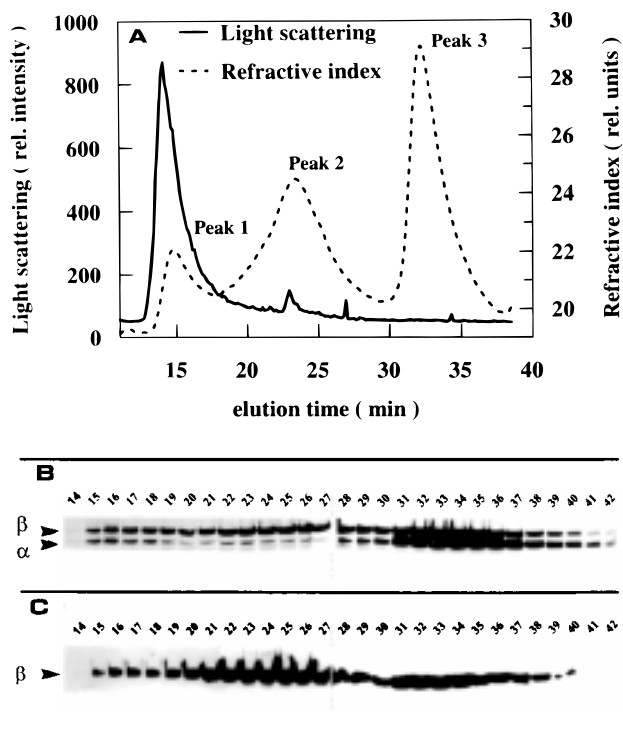 A
Light scattering
Refractive index
Peak 1
Peak 2
Peak 3
Light scattering ( rel. intensity )
1000
800
600
400
200
0
Refractive index ( rel. units )
30
28
26
24
22
20
15 20 25 30 35 40
elution time ( min )
B
14 15 16 17 18 19 20 21 22 23 24 25 26 27 28 29 30 31 32 33 34 35 36 37 38 39 40 41 42
β
α
C
14 15 16 17 18 19 20 21 22 23 24 25 26 27 28 29 30 31 32 33 34 35 36 37 38 39 40 41 42
β